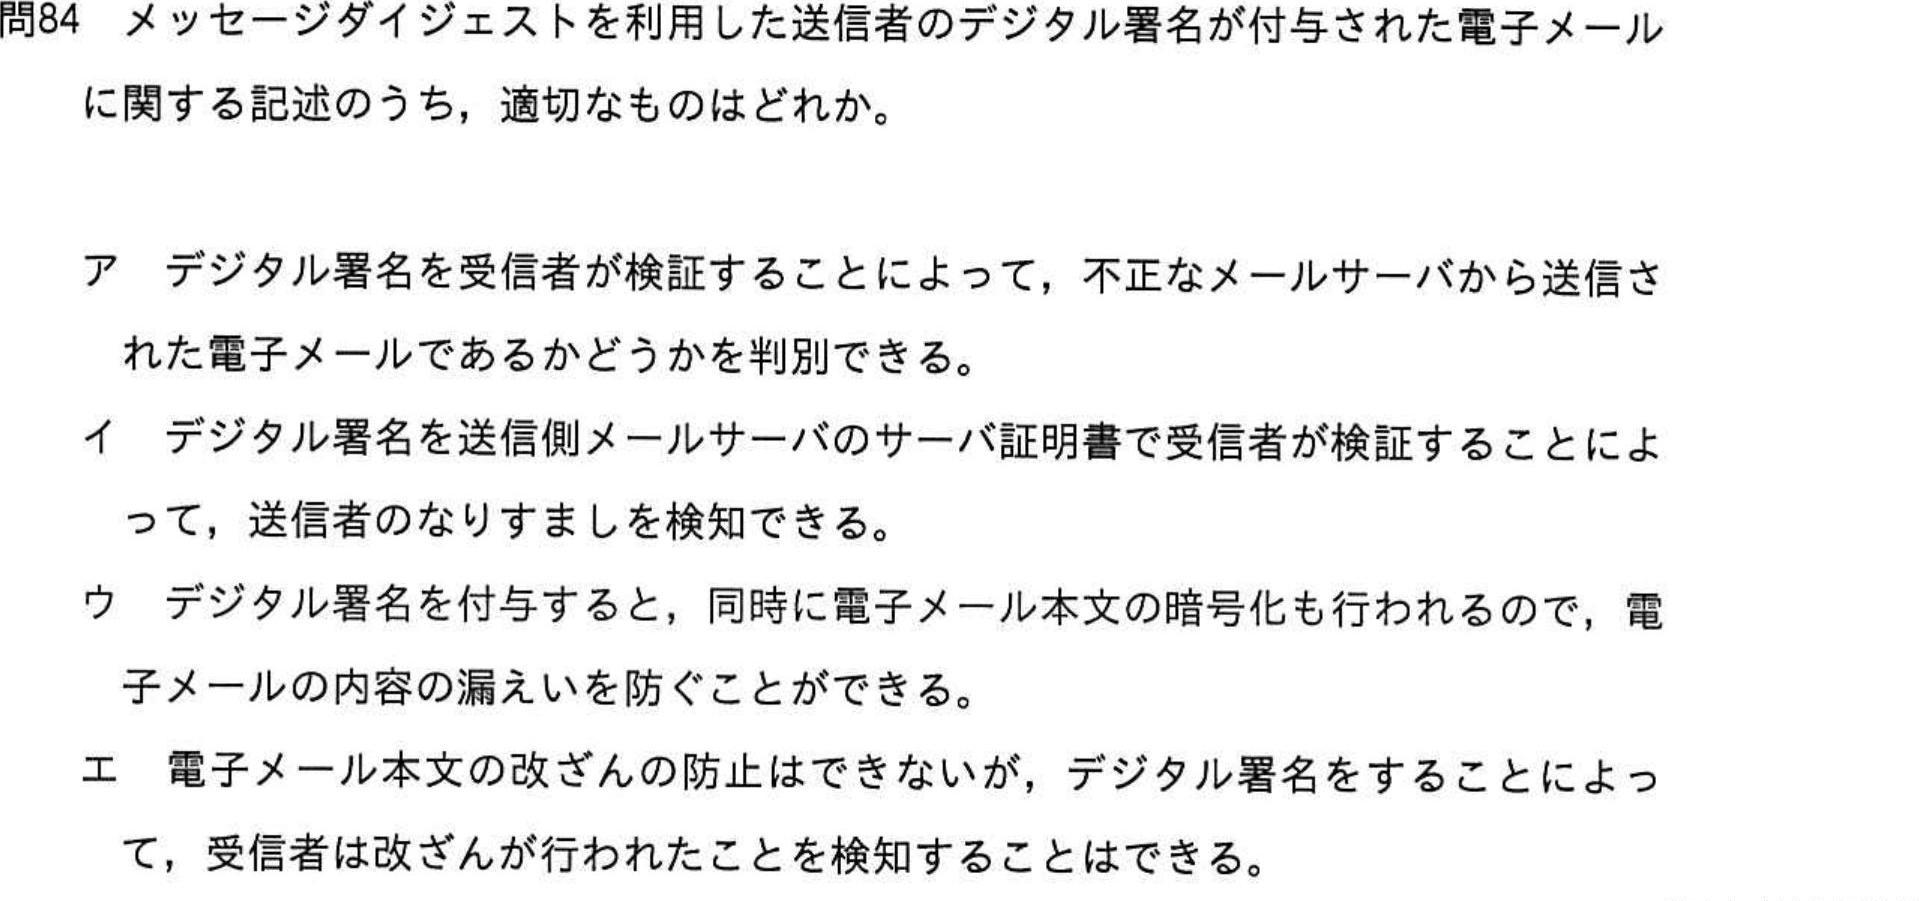 問84　メッセージダイジェストを利用した送信者のデジタル署名が付与された電子メール
に関する記述のうち，適切なものはどれか。
ア　デジタル署名を受信者が検証することによって，不正なメールサーバから送信さ
れた電子メールであるかどうかを判別できる。
イ　デジタル署名を送信側メールサーバのサーバ証明書で受信者が検証することによ
って，送信者のなりすましを検知できる。
ウ　デジタル署名を付与すると，同時に電子メール本文の暗号化も行われるので，電
子メールの内容の漏えいを防ぐことができる。
エ　電子メール本文の改ざんの防止はできないが，デジタル署名をすることによっ
て，受信者は改ざんが行われたことを検知することはできる。